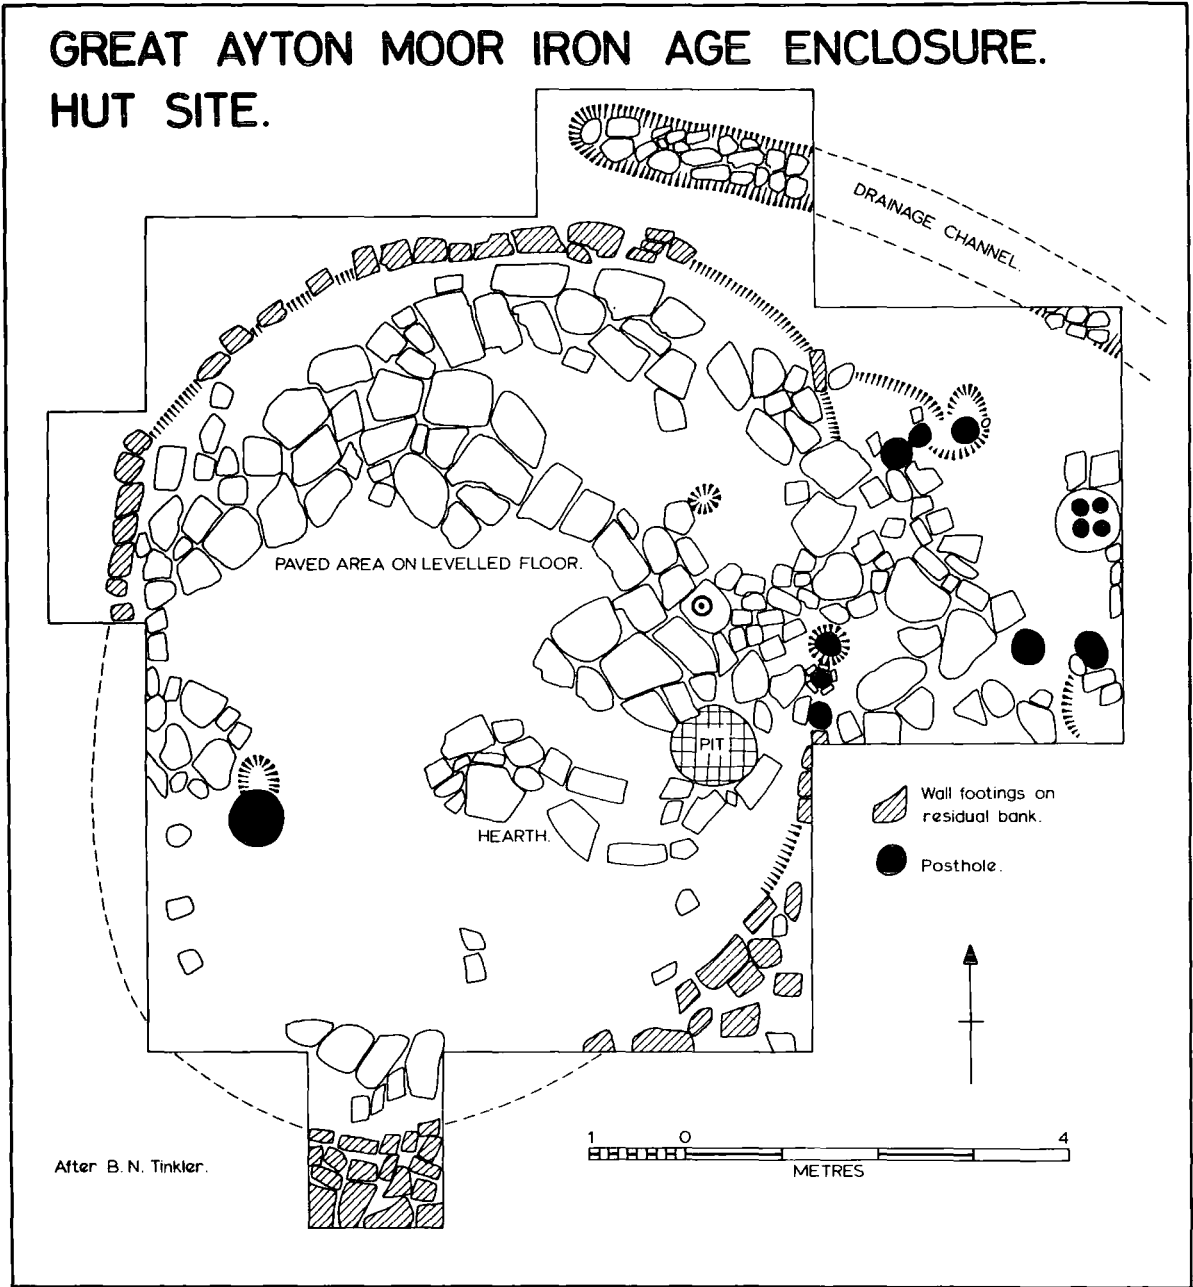 GREAT AYTON MOOR IRON AGE ENCLOSURE.
HUT SITE.
DRAINAGE CHANNEL.
PAVED AREA ON LEVELLED FLOOR.
PIT
HEARTH.
Wall footings on
residual bank.
Posthole.
After B. N. Tinkler.
1 0 4
METRES